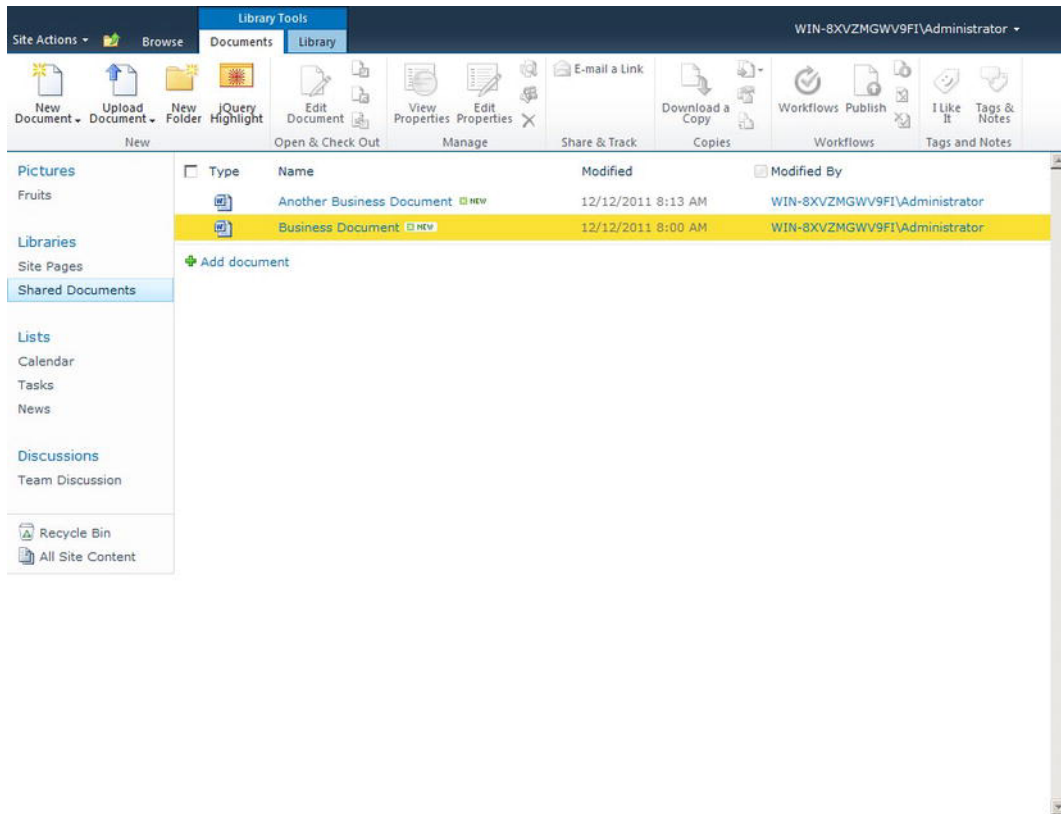 Library Tools
Site Actions Browse Documents Library WIN-8XVZMGWV9FI\Administrator
New Document
Upload Document
New Folder
jQuery Highlight
Edit Document
View Properties
Edit Properties
E-mail a Link
Download a Copy
Workflows
Publish
I Like It
Tags & Notes
New Open & Check Out Manage Share & Track Copies Workflows Tags and Notes
Pictures
Fruits
Libraries
Site Pages
Shared Documents
Lists
Calendar
Tasks
News
Discussions
Team Discussion
Recycle Bin
All Site Content
Type Name Modified Modified By
Another Business Document NEW 12/12/2011 8:13 AM WIN-8XVZMGWV9FI\Administrator
Business Document NEW 12/12/2011 8:00 AM WIN-8XVZMGWV9FI\Administrator
Add document